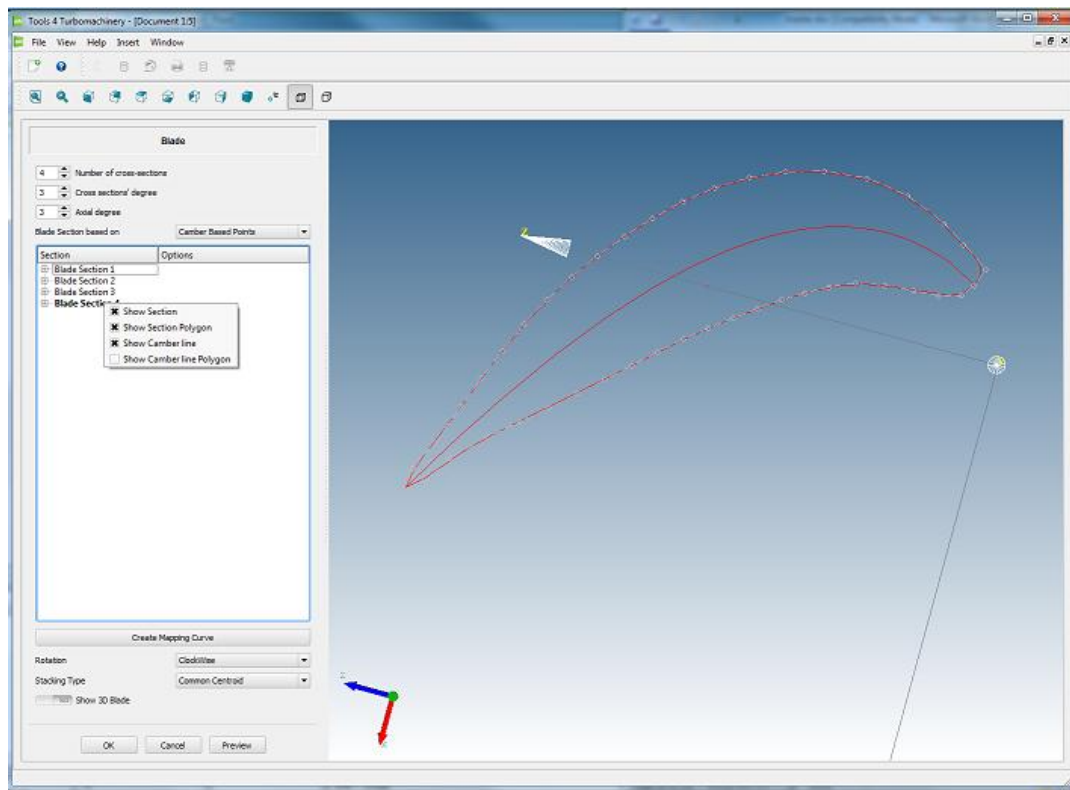 Tools 4 Turbomachinery - [Document 1:5]
File View Help Insert Window
Blade
4 Number of cross-sections
3 Cross sections' degree
3 Axial degree
Blade Section based on Camber Based Points
Section Options
Blade Section 1
Blade Section 2
Blade Section 3
Blade Section 4
Show Section
Show Section Polygon
Show Camber line
Show Camber line Polygon
Create Mapping Curve
Rotation ClockWise
Stacking Type Common Centroid
Show 3D Blade
OK Cancel Preview
Z
Z
X